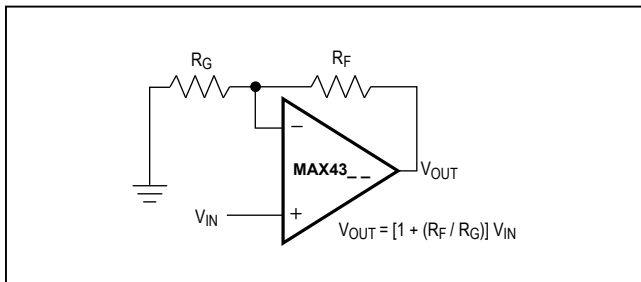 RG
RF
−
MAX43_ _
VOUT
VIN
+
VOUT = [1 + (RF / RG)] VIN